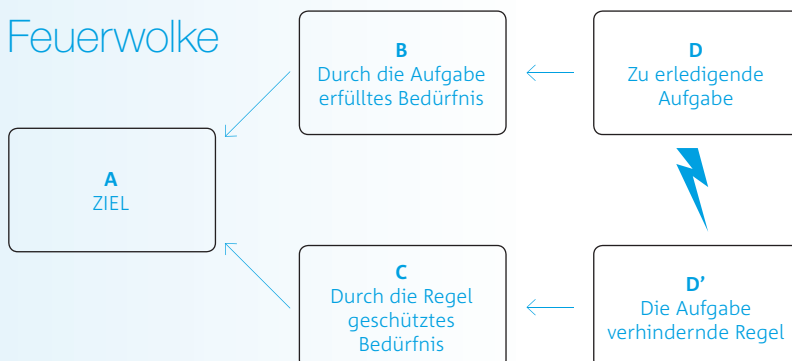 Feuerwolke
B
Durch die Aufgabe
erfülltes Bedürfnis
D
Zu erledigende
Aufgabe
A
ZIEL
C
Durch die Regel
geschütztes
Bedürfnis
D’
Die Aufgabe
verhindernde Regel